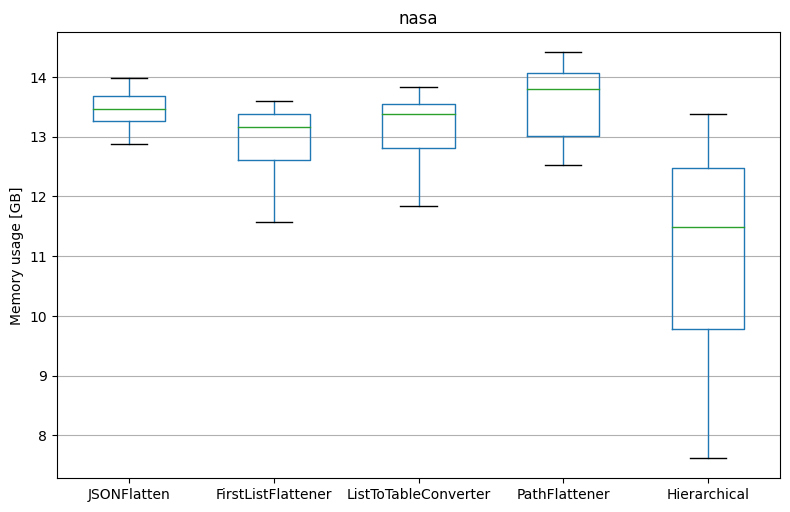 nasa
Memory usage [GB]
14
13
12
11
10
9
8
JSONFlatten
FirstListFlattener
ListToTableConverter
PathFlattener
Hierarchical